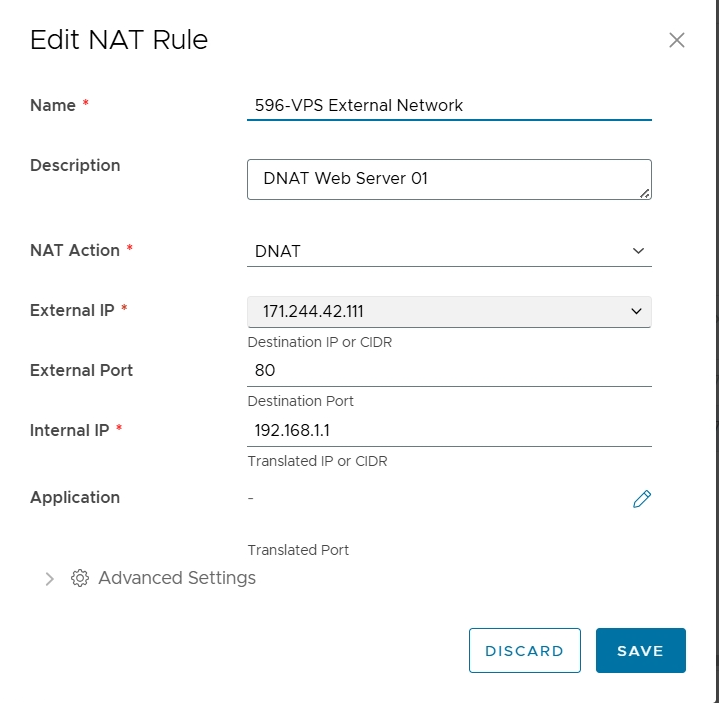 Edit NAT Rule
Name *
596-VPS External Network
Description
DNAT Web Server 01
NAT Action *
DNAT
External IP *
171.244.42.111
Destination IP or CIDR
External Port
80
Destination Port
Internal IP *
192.168.1.1
Translated IP or CIDR
Application
-
Translated Port
Advanced Settings
DISCARD
SAVE